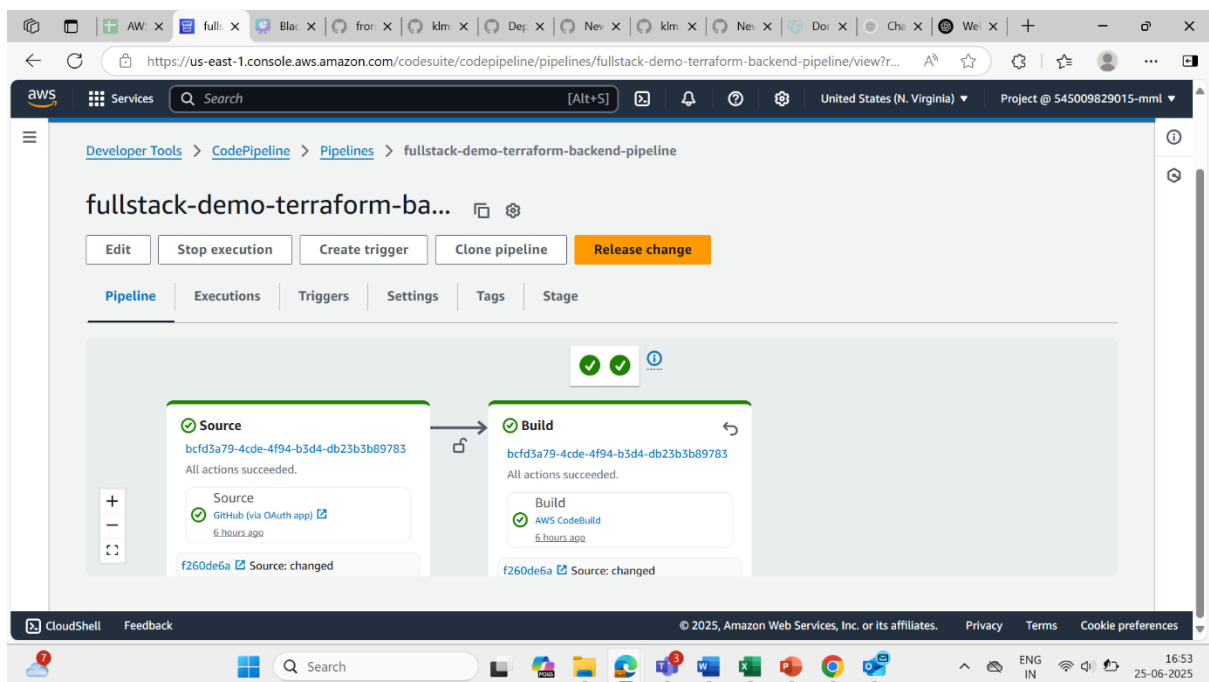 AW:
fulls
Blac
fron
klm
Dep
Nev
klm
Nev
Dor
Cha
Wel
https://us-east-1.console.aws.amazon.com/codesuite/codepipeline/pipelines/fullstack-demo-terraform-backend-pipeline/view?r...
aws
Services
Search
[Alt+S]
United States (N. Virginia)
Project @ 545009829015-mml
Developer Tools > CodePipeline > Pipelines > fullstack-demo-terraform-backend-pipeline
fullstack-demo-terraform-ba...
Edit
Stop execution
Create trigger
Clone pipeline
Release change
Pipeline
Executions
Triggers
Settings
Tags
Stage
Source
bcfd3a79-4cde-4f94-b3d4-db23b3b89783
All actions succeeded.
Source
GitHub (via OAuth app)
6 hours ago
f260de6a Source: changed
Build
bcfd3a79-4cde-4f94-b3d4-db23b3b89783
All actions succeeded.
Build
AWS CodeBuild
6 hours ago
f260de6a Source: changed
CloudShell
Feedback
© 2025, Amazon Web Services, Inc. or its affiliates.
Privacy
Terms
Cookie preferences
7
Search
M365
3
ENG
IN
16:53
25-06-2025